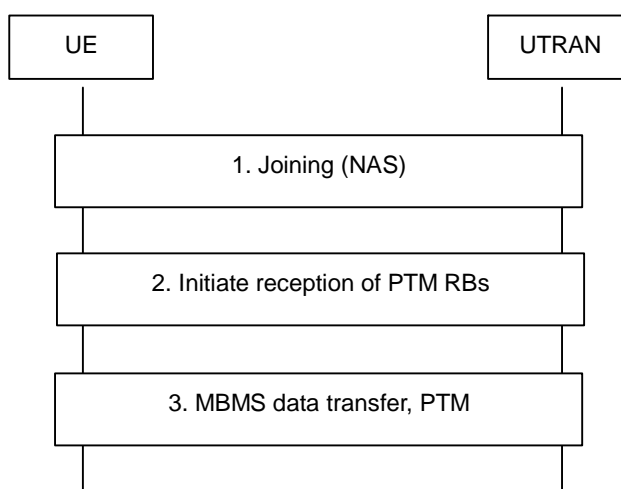 UE
UTRAN
1. Joining (NAS)
2. Initiate reception of PTM RBs
3. MBMS data transfer, PTM